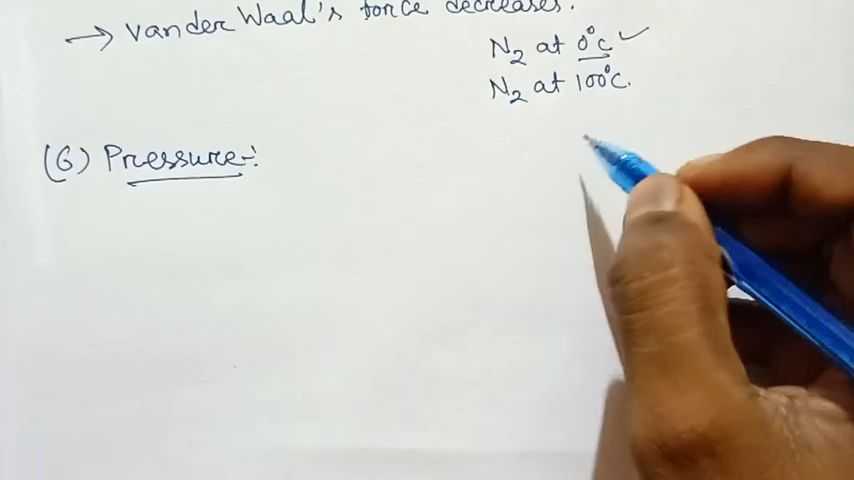 → vander Waal's force decreases.
N₂ at 0°C ✓
N₂ at 100°C.
(6) Pressure:-